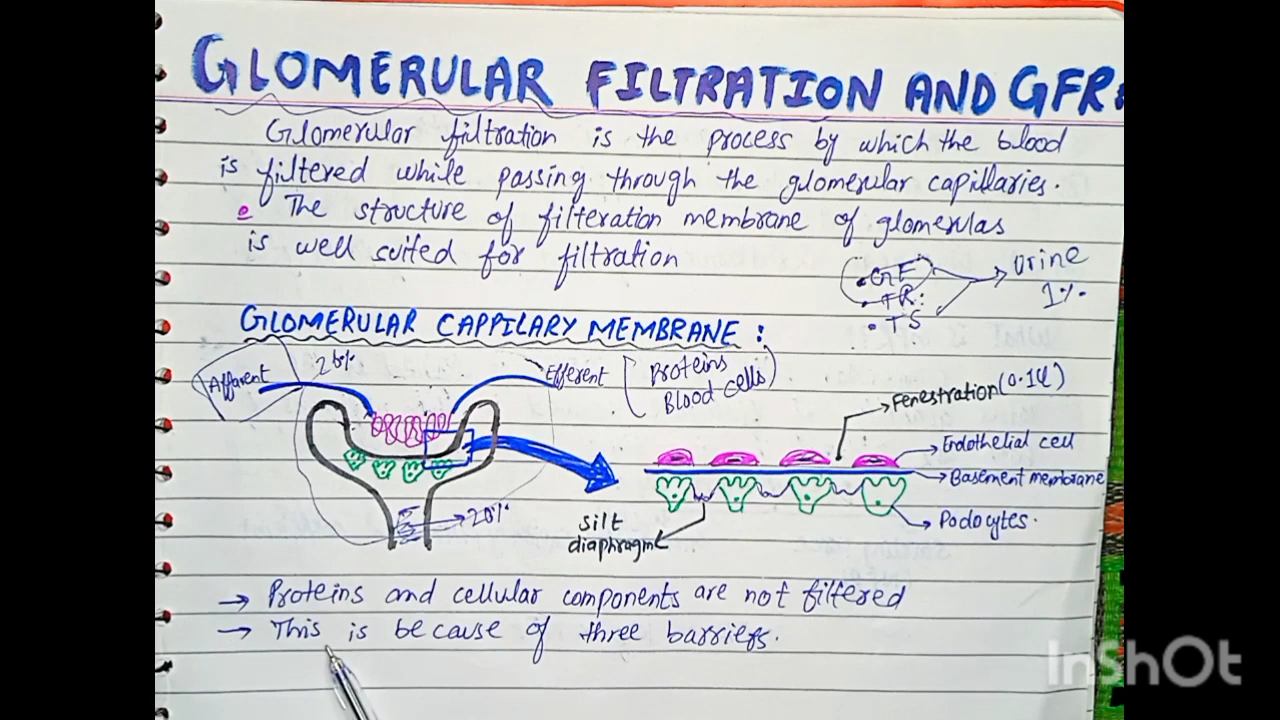 GLOMERULAR FILTRATION AND GFR:
Glomerular filtration is the process by which the blood
is filtered while passing through the glomerular capillaries.
The structure of filteration membrane of glomerulas
is well suited for filtration
• GF
• TR:
• TS
Urine
1%
GLOMERULAR CAPPILARY MEMBRANE:
Afferent
Efferent
Proteins
Blood cells
20%
Fenestration (0.1μ)
Endothelial cell
Basement membrane
Podocytes.
Silt
diaphragme
→ Proteins and cellular components are not filtered
→ This is because of three barriers.
InShOt